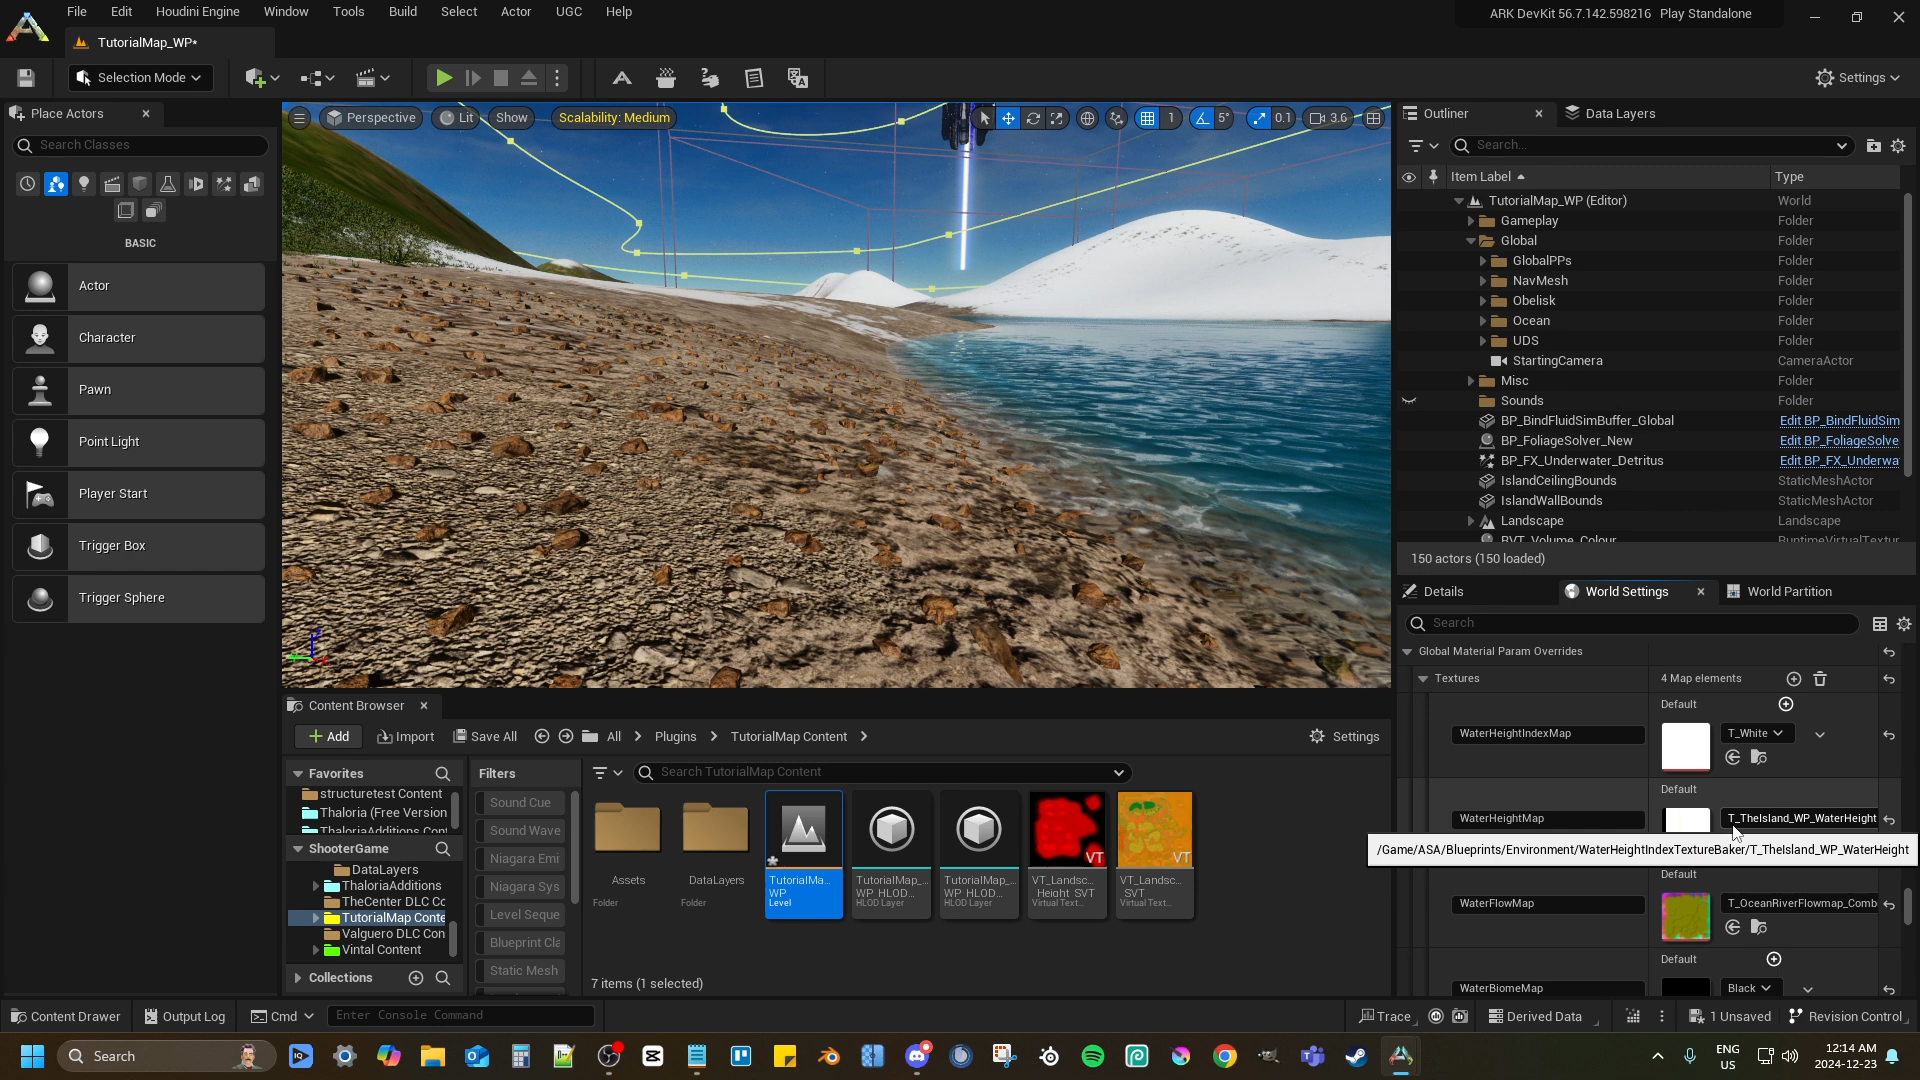 File Edit Houdini Engine Window Tools Build Select Actor UGC Help
ARK DevKit 56.7.142.598216 Play Standalone
TutorialMap_WP*
Selection Mode
Settings
Place Actors
Search Classes
BASIC
Actor
Character
Pawn
Point Light
Player Start
Trigger Box
Trigger Sphere
Perspective
Lit
Show
Scalability: Medium
1
5°
0.1
3.6
Outliner
Data Layers
Search...
Item Label
Type
TutorialMap_WP (Editor) World
Gameplay Folder
Global Folder
GlobalPPs Folder
NavMesh Folder
Obelisk Folder
Ocean Folder
UDS Folder
StartingCamera CameraActor
Misc Folder
Sounds Folder
BP_BindFluidSimBuffer_Global Edit BP_BindFluidSim
BP_FoliageSolver_New Edit BP_FoliageSolve
BP_FX_Underwater_Detritus Edit BP_FX_Underwa
IslandCeilingBounds StaticMeshActor
IslandWallBounds StaticMeshActor
Landscape Landscape
RVT_Volume_Colour RuntimeVirtualTextur
150 actors (150 loaded)
Details
World Settings
World Partition
Search
Global Material Param Overrides
Textures 4 Map elements
Default
WaterHeightIndexMap T_White
Default
WaterHeightMap T_TheIsland_WP_WaterHeight
/Game/ASA/Blueprints/Environment/WaterHeightIndexTextureBaker/T_TheIsland_WP_WaterHeight
Default
WaterFlowMap T_OceanRiverFlowmap_Comb
Default
WaterBiomeMap Black
Content Browser
Add
Import
Save All
All
Plugins
TutorialMap Content
Settings
Favorites
structuretest Content
Thaloria (Free Version
ThaloriaAdditions Cont
ShooterGame
DataLayers
ThaloriaAdditions
TheCenter DLC Cc
TutorialMap Conte
Valguero DLC Con
Vintal Content
Collections
Filters
Sound Cue
Sound Wave
Niagara Emi
Niagara Sys
Level Seque
Blueprint Cla
Static Mesh
Search TutorialMap Content
Assets
Folder
DataLayers
Folder
TutorialMa...
WP
Level
TutorialMap_...
WP_HLOD...
HLOD Layer
TutorialMap_...
WP_HLOD...
HLOD Layer
VT
VT_Landsc...
Height_SVT
Virtual Text...
VT
VT_Landsc...
SVT
Virtual Text...
7 items (1 selected)
Content Drawer
Output Log
Cmd
Enter Console Command
Trace
Derived Data
1 Unsaved
Revision Control
Search
ENG
US
12:14 AM
2024-12-23